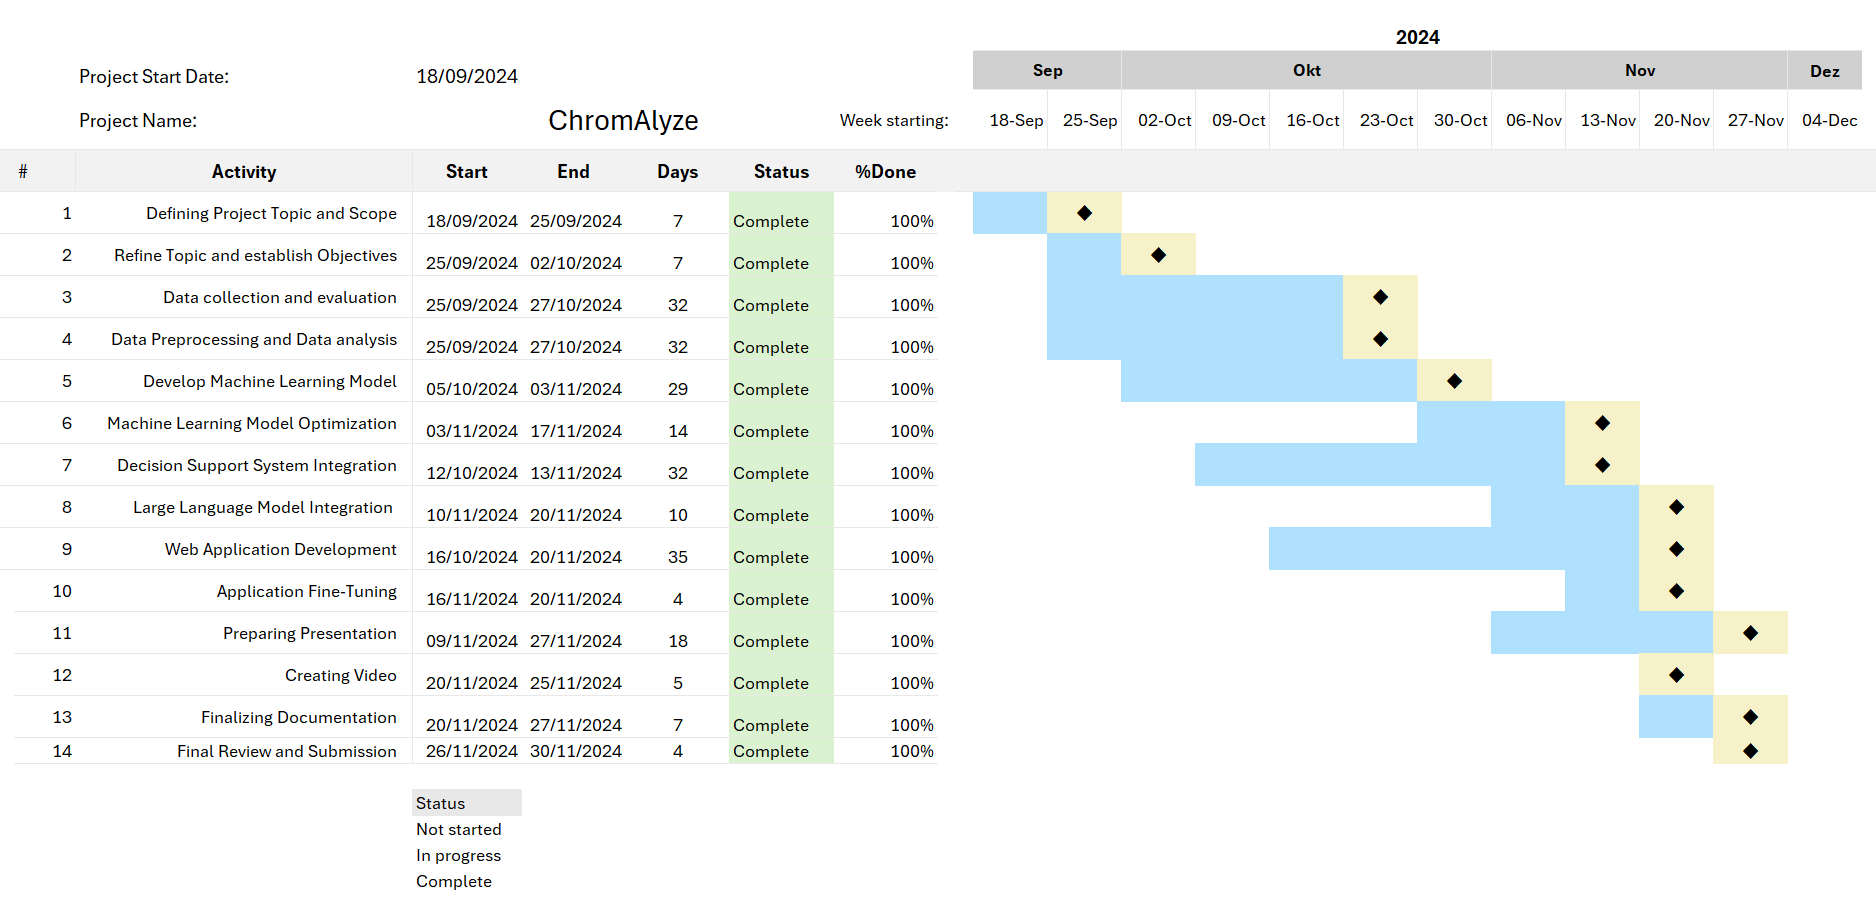 2024
Project Start Date: 18/09/2024 Sep Okt Nov Dez
Project Name: ChromAlyze Week starting: 18-Sep 25-Sep 02-Oct 09-Oct 16-Oct 23-Oct 30-Oct 06-Nov 13-Nov 20-Nov 27-Nov 04-Dec
# Activity Start End Days Status %Done
1 Defining Project Topic and Scope 18/09/2024 25/09/2024 7 Complete 100%
2 Refine Topic and establish Objectives 25/09/2024 02/10/2024 7 Complete 100%
3 Data collection and evaluation 25/09/2024 27/10/2024 32 Complete 100%
4 Data Preprocessing and Data analysis 25/09/2024 27/10/2024 32 Complete 100%
5 Develop Machine Learning Model 05/10/2024 03/11/2024 29 Complete 100%
6 Machine Learning Model Optimization 03/11/2024 17/11/2024 14 Complete 100%
7 Decision Support System Integration 12/10/2024 13/11/2024 32 Complete 100%
8 Large Language Model Integration 10/11/2024 20/11/2024 10 Complete 100%
9 Web Application Development 16/10/2024 20/11/2024 35 Complete 100%
10 Application Fine-Tuning 16/11/2024 20/11/2024 4 Complete 100%
11 Preparing Presentation 09/11/2024 27/11/2024 18 Complete 100%
12 Creating Video 20/11/2024 25/11/2024 5 Complete 100%
13 Finalizing Documentation 20/11/2024 27/11/2024 7 Complete 100%
14 Final Review and Submission 26/11/2024 30/11/2024 4 Complete 100%
Status
Not started
In progress
Complete